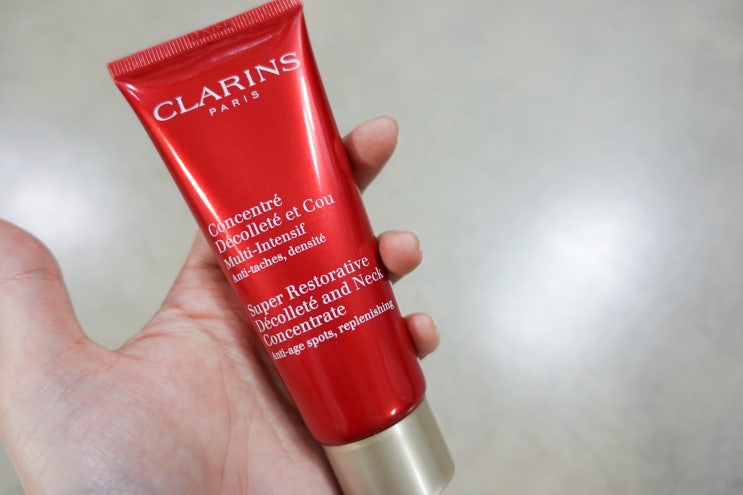 CLARINS
PARIS
Concentré
Décolleté et Cou
Multi-Intensif
Anti-taches, densité
Super Restorative
Décolleté and Neck
Concentrate
Anti-age spots, replenishing